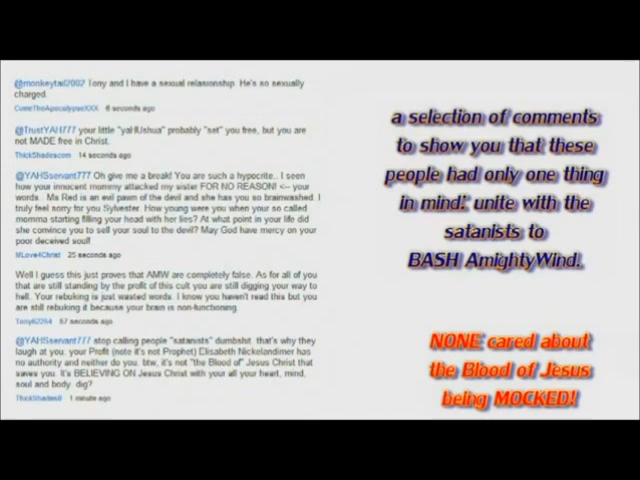 @monkeytail2002 Tony and I have a sexual relasionship. He's so sexually
charged.
ComeTheApocalypseXXX 6 seconds ago
@TrustYAH777 your little "yaHUshua" probably "set" you free, but you are
not MADE free in Christ.
ThickShadescom 14 seconds ago
@YAHSservant777 Oh give me a break! You are such a hypocrite.. I seen
how your innocent mommy attacked my sister FOR NO REASON! <-- your
words.. Ms Red is an evil pawn of the devil and she has you so brainwashed. I
truly feel sorry for you Sylvester. How young were you when your so called
momma starting filling your head with her lies? At what point in your life did
she convince you to sell your soul to the devil? May God have mercy on your
poor deceived soul!
MLove4Christ 25 seconds ago
Well I guess this just proves that AMW are completely false. As for all of you
that are still standing by the profit of this cult you are still digging your way to
hell. Your rebuking is just wasted words. I know you haven't read this but you
are still rebuking it because your brain is non-functioning.
Tony62264 57 seconds ago
@YAHSservant777 stop calling people "satanists" dumbshit. that's why they
laugh at you. your Profit (note it's not Prophet) Elisabeth Nickelandimer has
no authority and neither do you. btw, it's not "the Blood of" Jesus Christ that
saves you. It's BELIEVING ON Jesus Christ with your all your heart, mind,
soul and body. dig?
ThickShades8 1 minute ago
a selection of comments
to show you that these
people had only one thing
in mind: unite with the
satanists to
BASH AmightyWind.
NONE cared about
the Blood of Jesus
being MOCKED!